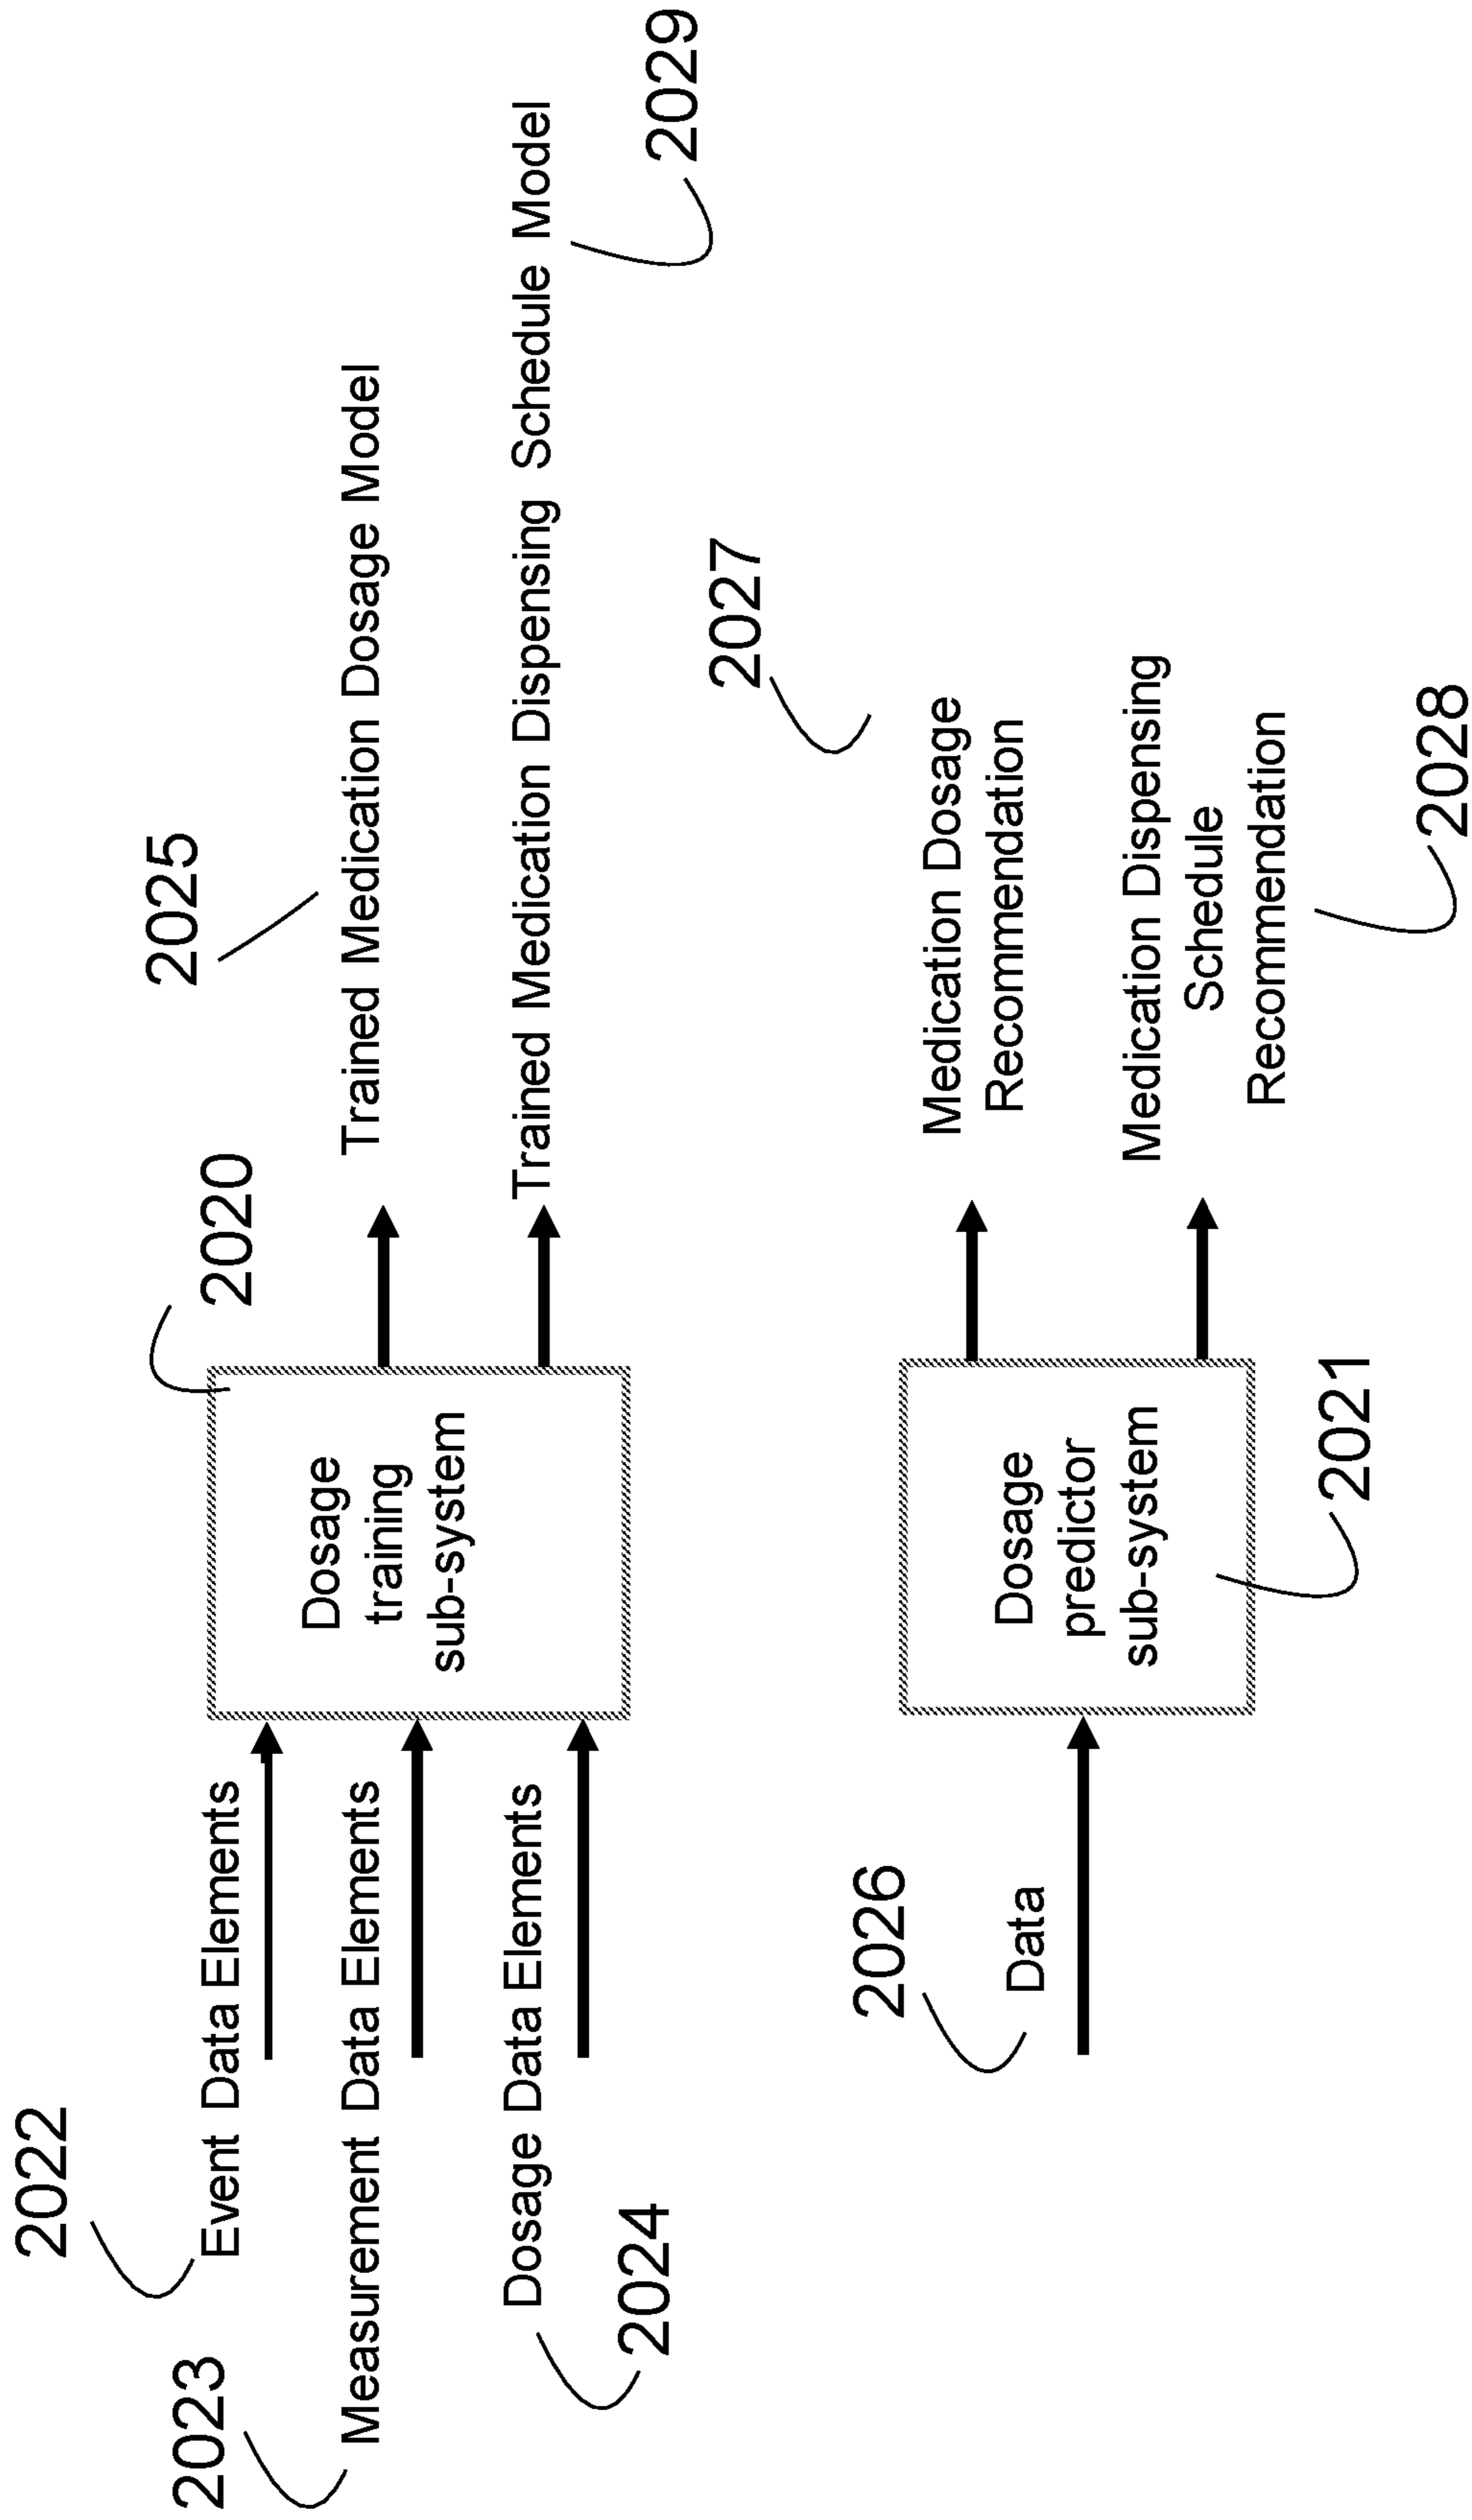 2022
Event Data Elements
2023
Measurement Data Elements
Dosage Data Elements
2024
2020
Dosage
training
sub-system
2025
Trained Medication Dosage Model
Trained Medication Dispensing Schedule Model
2029
2026
Data
Dosage
predictor
sub-system
2021
2027
Medication Dosage
Recommendation
Medication Dispensing
Schedule
Recommendation
2028